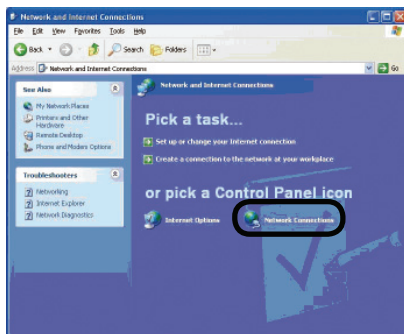 Network and Internet Connections
File Edit View Favorites Tools Help
Back Search Folders
Address Network and Internet Connections Go
See Also
My Network Places
Printers and Other Hardware
Remote Desktop
Phone and Modem Options
Troubleshooters
Networking
Internet Explorer
Network Diagnostics
Network and Internet Connections
Pick a task...
Set up or change your Internet connection
Create a connection to the network at your workplace
or pick a Control Panel icon
Internet Options Network Connections